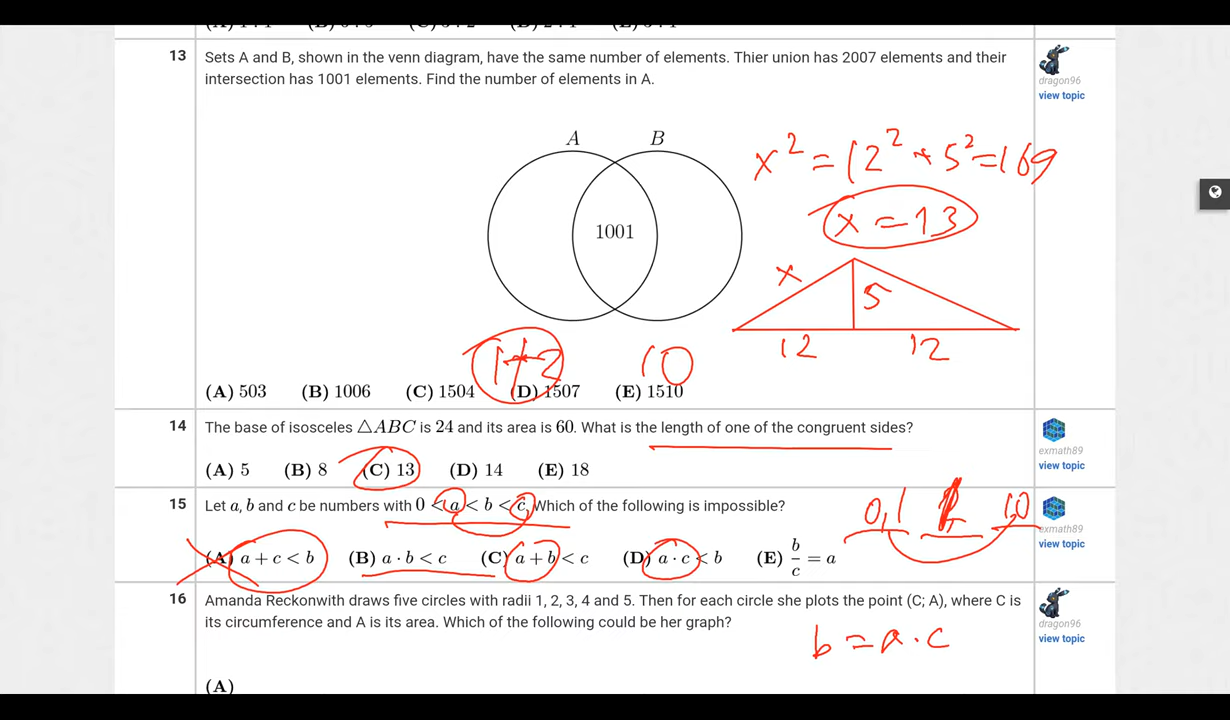 13 Sets A and B, shown in the venn diagram, have the same number of elements. Thier union has 2007 elements and their
intersection has 1001 elements. Find the number of elements in A.
dragon96
view topic
A B
1001
x² = 12² + 5² = 169
x = 13
x 5
12 12
10
(A) 503 (B) 1006 (C) 1504 (D) 1507 (E) 1510
14 The base of isosceles △ABC is 24 and its area is 60. What is the length of one of the congruent sides?
(A) 5 (B) 8 (C) 13 (D) 14 (E) 18
exmath89
view topic
15 Let a, b and c be numbers with 0 < a < b < c. Which of the following is impossible?
0,1 10
(A) a + c < b (B) a · b < c (C) a + b < c (D) a · c < b (E) b/c = a
exmath89
view topic
16 Amanda Reckonwith draws five circles with radii 1, 2, 3, 4 and 5. Then for each circle she plots the point (C; A), where C is
its circumference and A is its area. Which of the following could be her graph?
b = a · c
dragon96
view topic
(A)